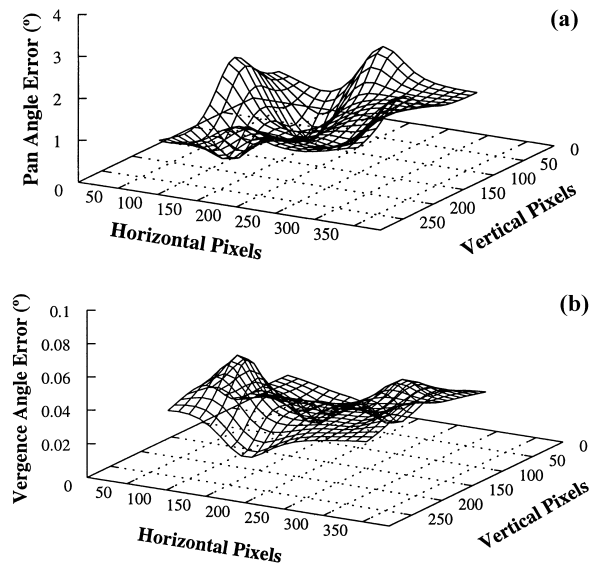 (a)
Pan Angle Error (º)
4
3
2
1
0
50 100 150 200 250 300 350
Horizontal Pixels
0
50
100
150
200
250
Vertical Pixels
(b)
Vergence Angle Error (º)
0.1
0.08
0.06
0.04
0.02
0
50 100 150 200 250 300 350
Horizontal Pixels
0
50
100
150
200
250
Vertical Pixels